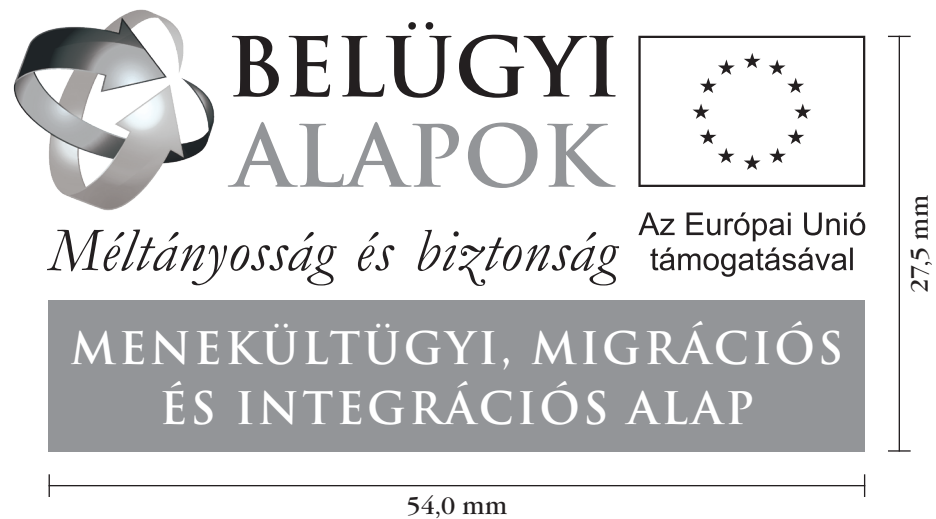 BELÜGYI
ALAPOK
Méltányosság és biztonság
Az Európai Unió
támogatásával
MENEKÜLTÜGYI, MIGRÁCIÓS
ÉS INTEGRÁCIÓS ALAP
27,5 mm
54,0 mm